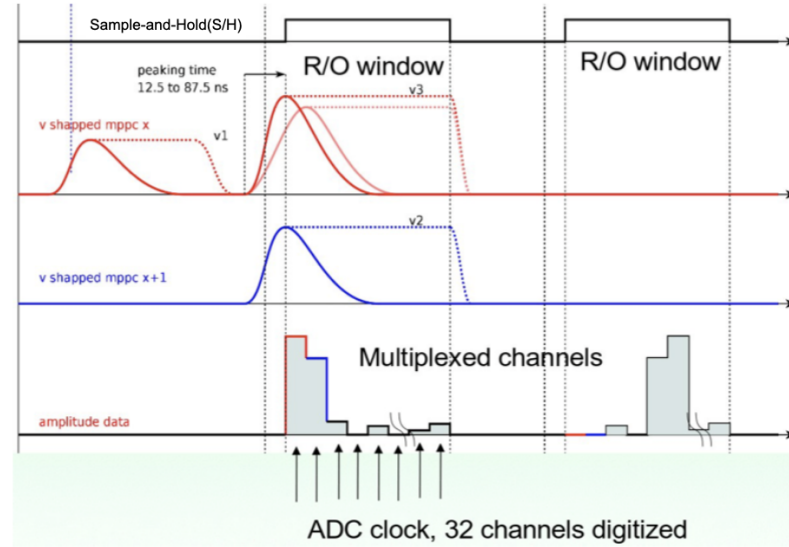 Sample-and-Hold(S/H)
peaking time
12.5 to 87.5 ns
R/O window
R/O window
v3
v shapped mppc x
v1
v2
v shapped mppc x+1
Multiplexed channels
amplitude data
ADC clock, 32 channels digitized